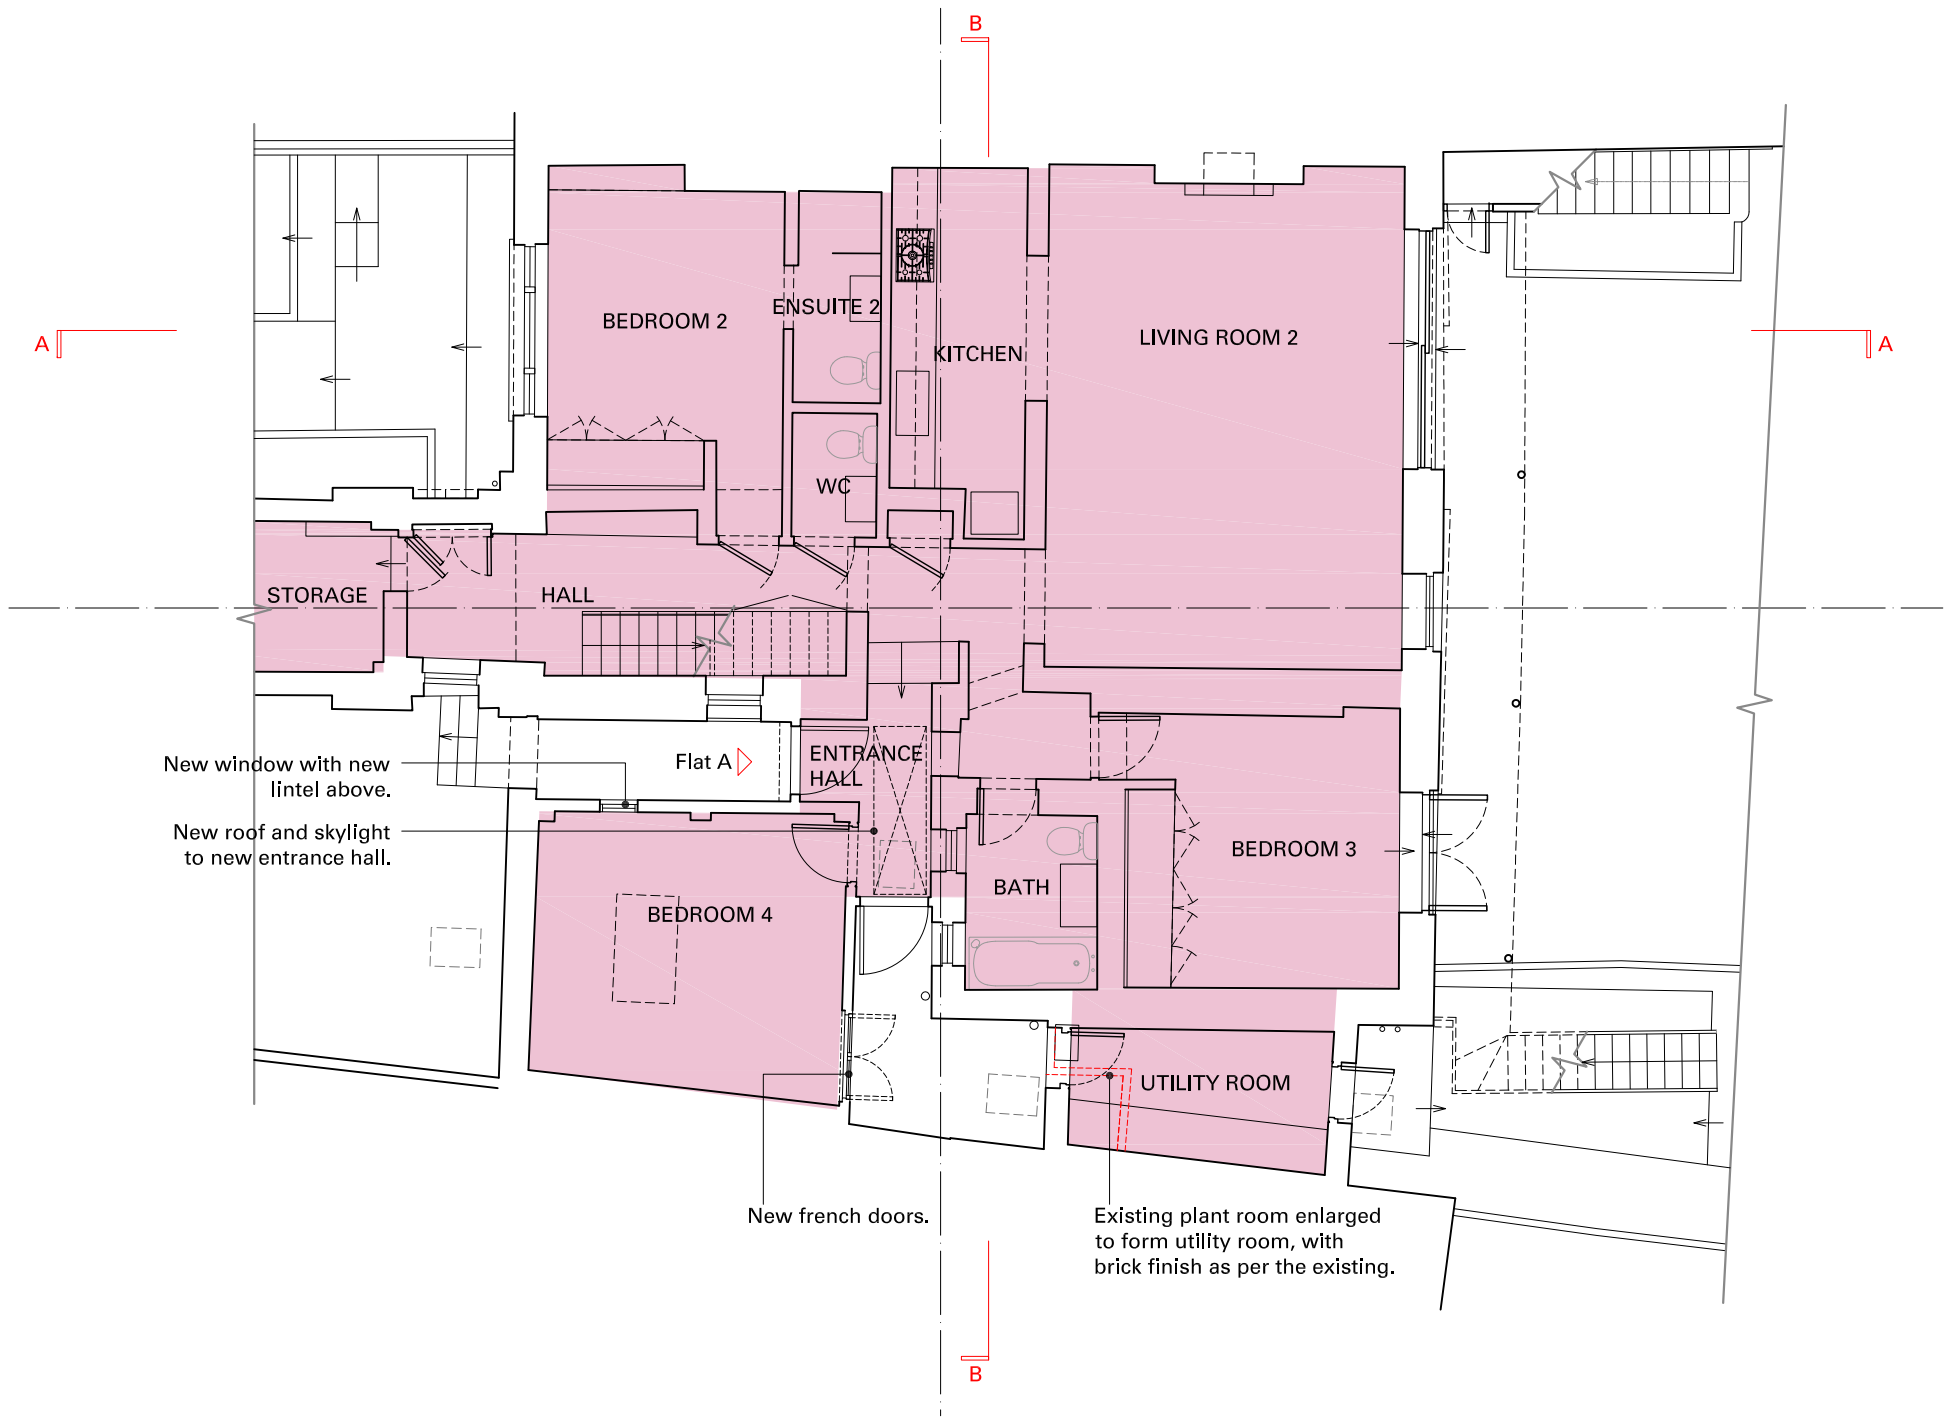 B
BEDROOM 2
ENSUITE 2
KITCHEN
LIVING ROOM 2
A
A
WC
STORAGE
HALL
Flat A
ENTRANCE
HALL
New window with new
lintel above.
New roof and skylight
to new entrance hall.
BEDROOM 3
BATH
BEDROOM 4
UTILITY ROOM
New french doors.
Existing plant room enlarged
to form utility room, with
brick finish as per the existing.
B